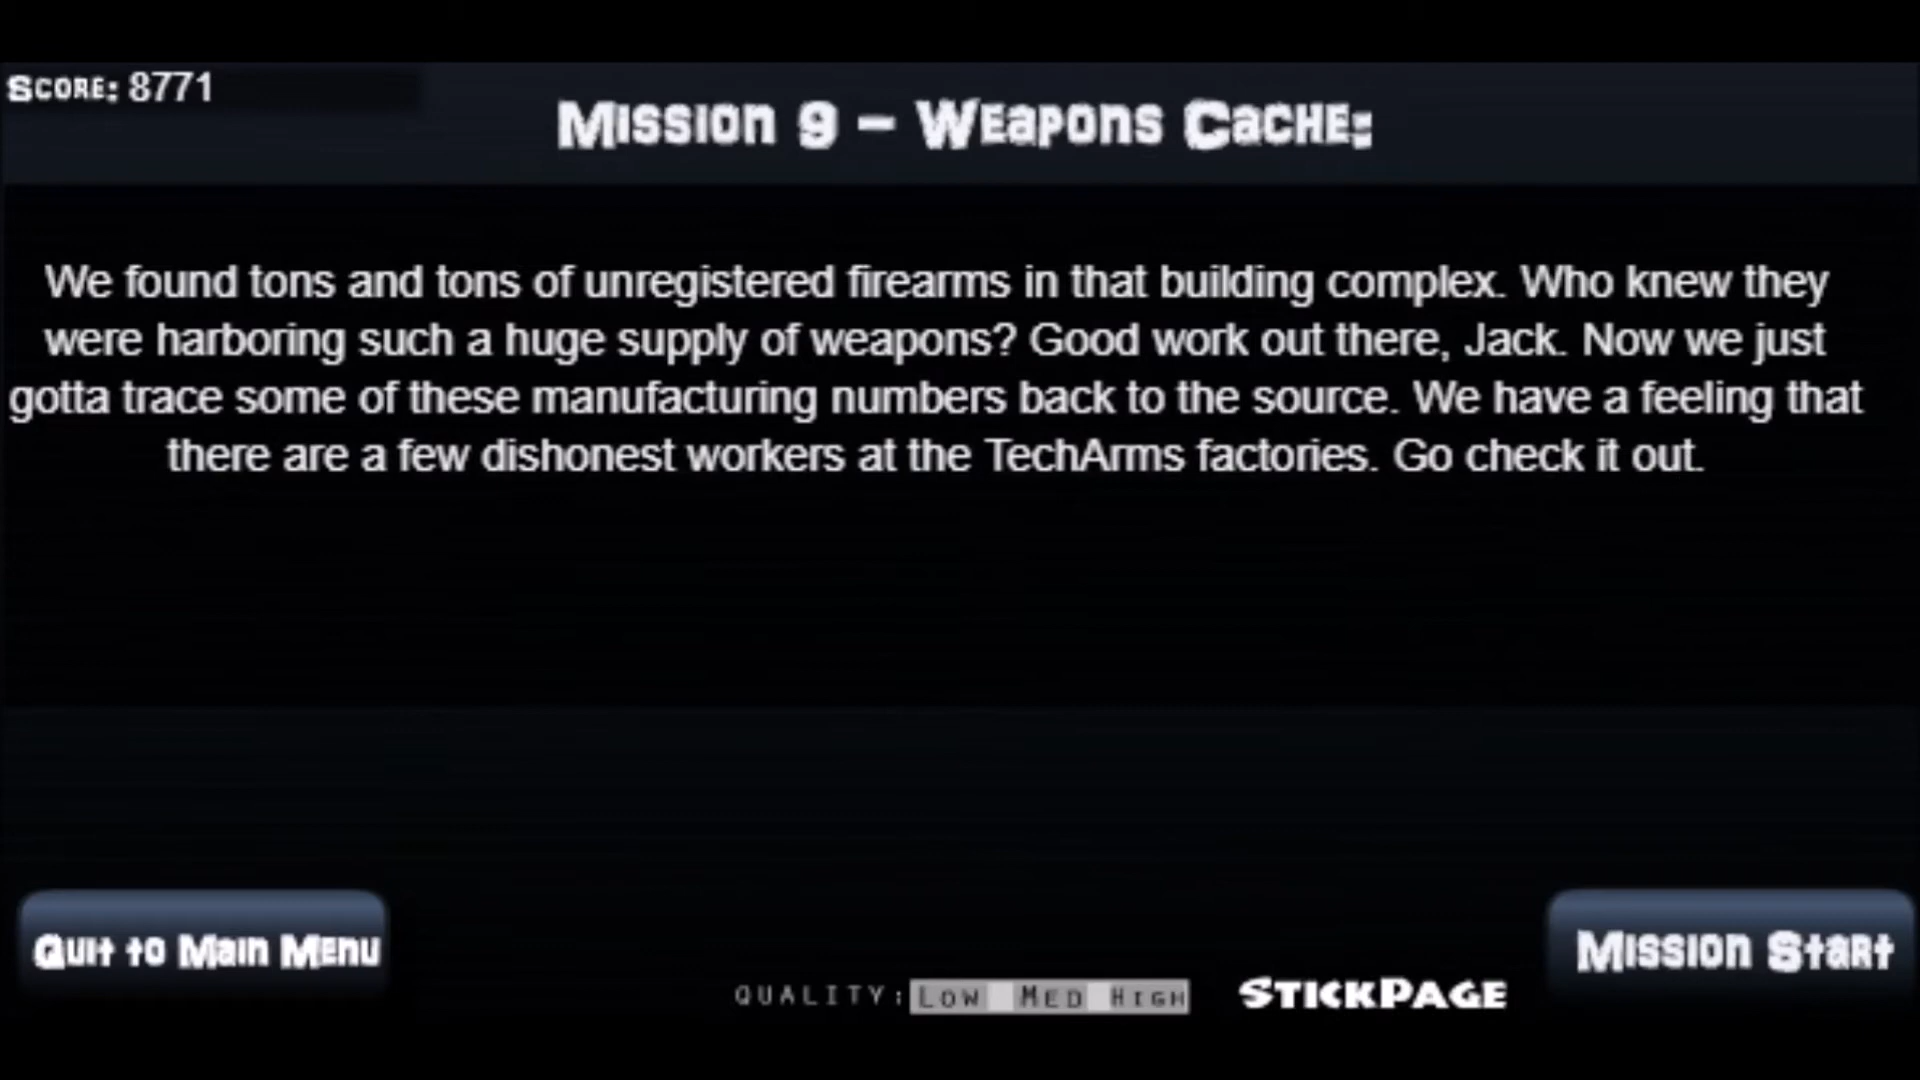 Score: 8771
Mission 9 - Weapons Cache:
We found tons and tons of unregistered firearms in that building complex. Who knew they
were harboring such a huge supply of weapons? Good work out there, Jack. Now we just
gotta trace some of these manufacturing numbers back to the source. We have a feeling that
there are a few dishonest workers at the TechArms factories. Go check it out.
Quit to Main Menu
Mission Start
QUALITY: Low Med High
StickPage